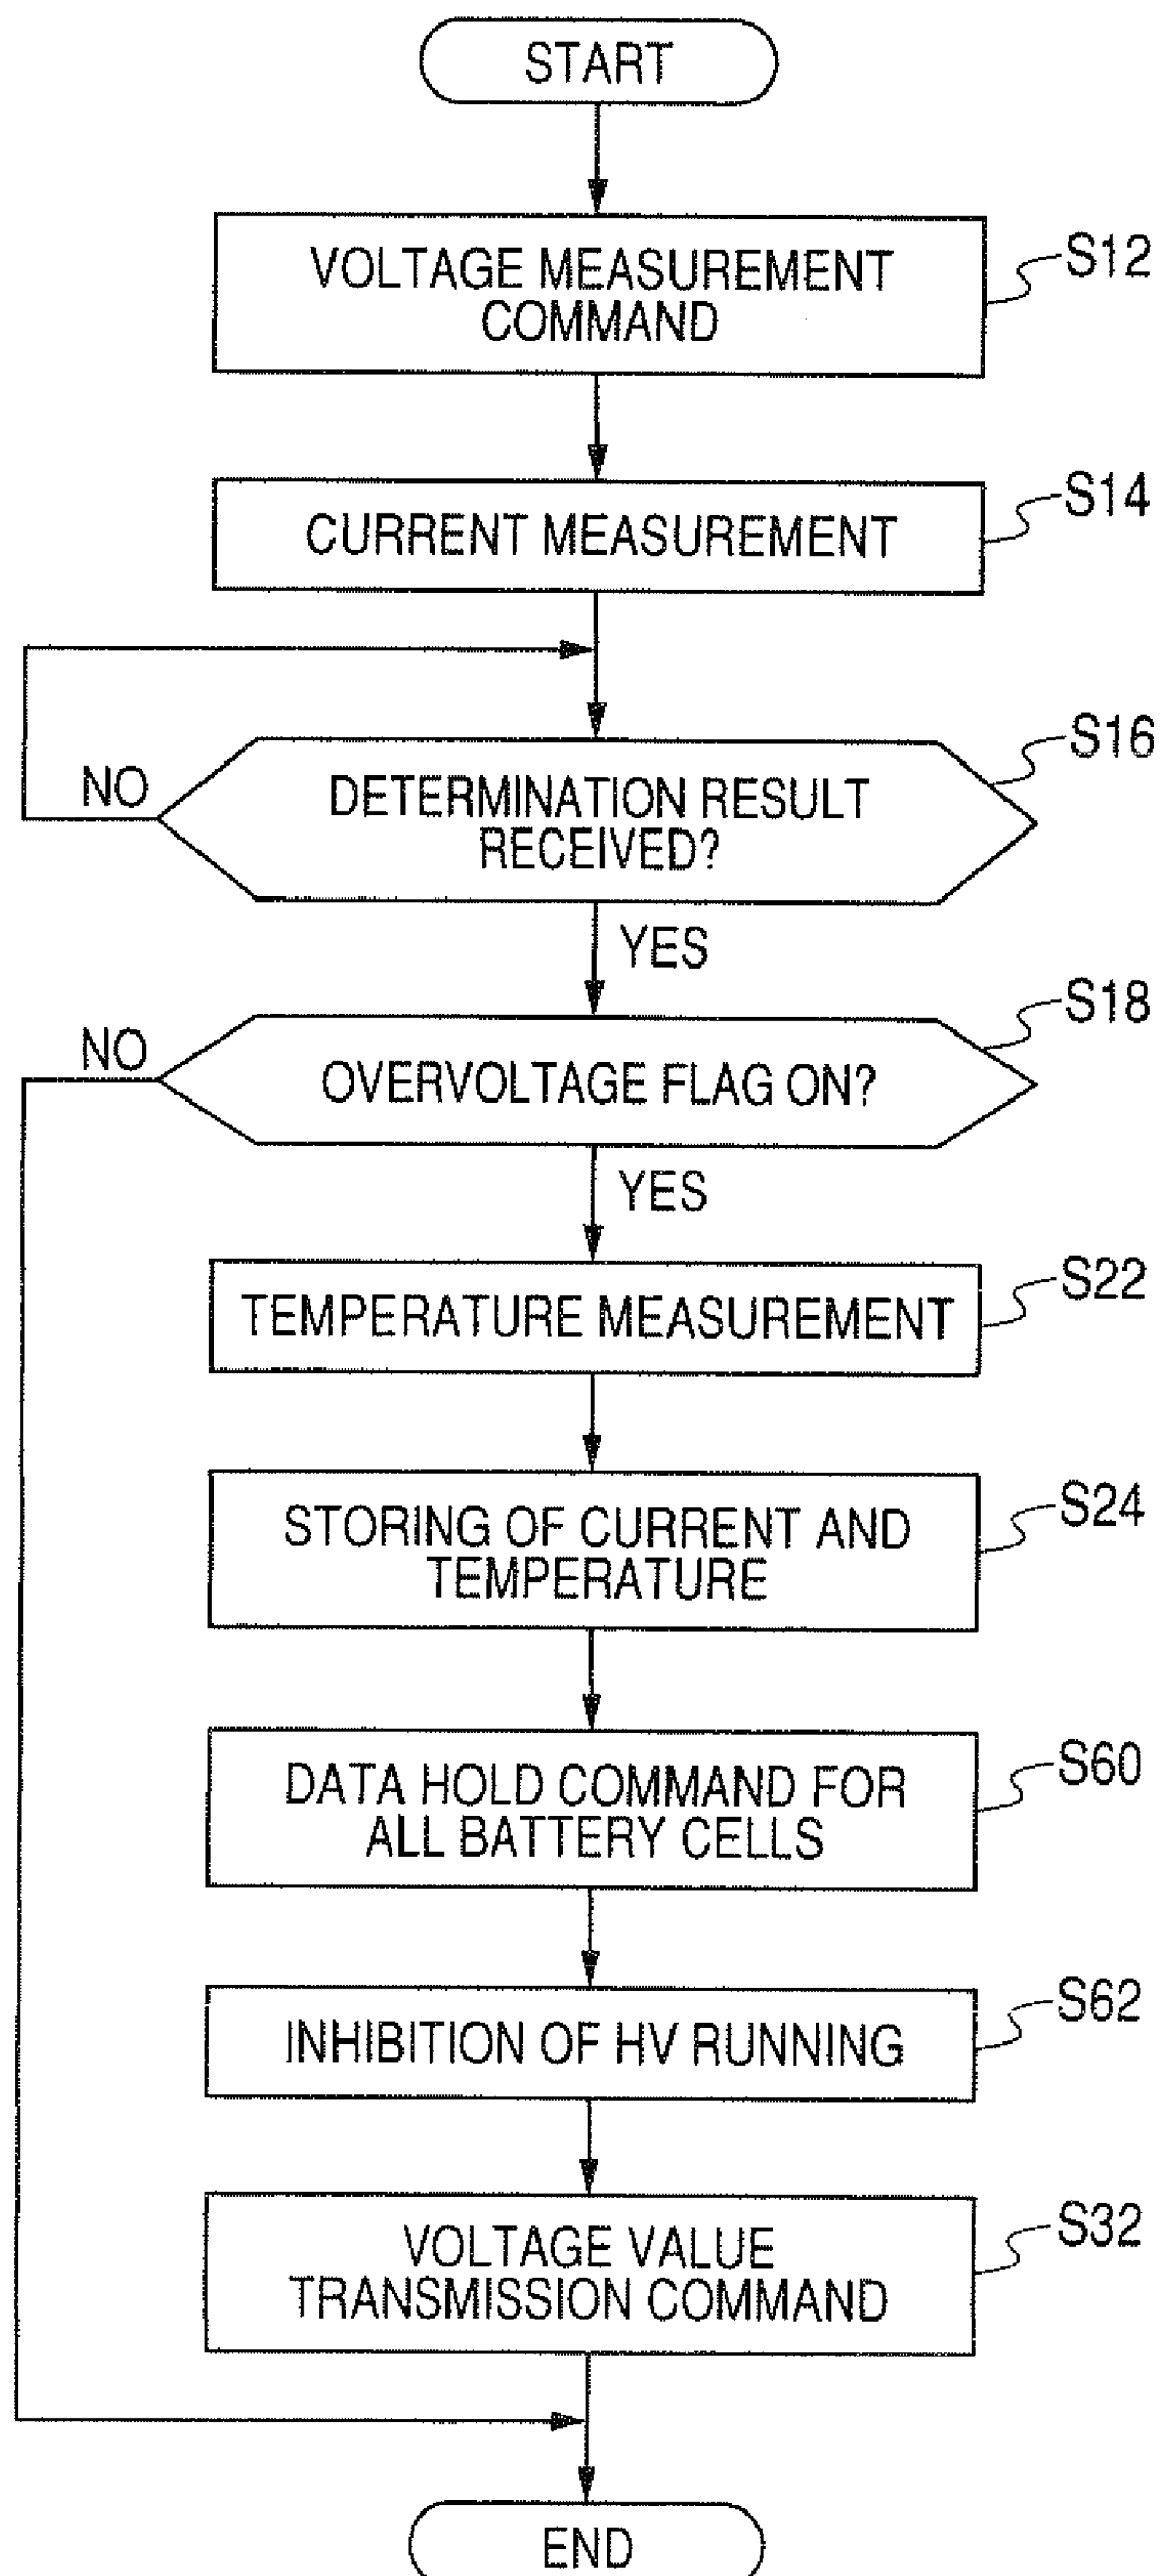 START
VOLTAGE MEASUREMENT
COMMAND
S12
CURRENT MEASUREMENT
S14
DETERMINATION RESULT
RECEIVED?
S16
NO
YES
OVERVOLTAGE FLAG ON?
S18
NO
YES
TEMPERATURE MEASUREMENT
S22
STORING OF CURRENT AND
TEMPERATURE
S24
DATA HOLD COMMAND FOR
ALL BATTERY CELLS
S60
INHIBITION OF HV RUNNING
S62
VOLTAGE VALUE
TRANSMISSION COMMAND
S32
END